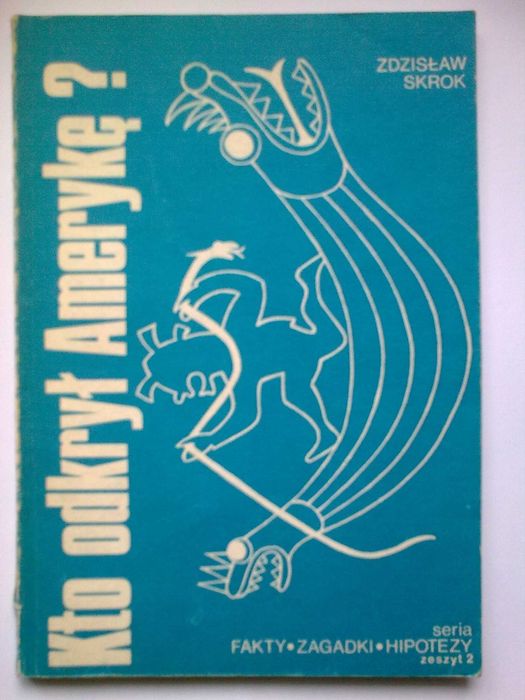 Kto odkrył Amerykę?
ZDZISŁAW
SKROK
seria
FAKTY•ZAGADKI•HIPOTEZY
zeszyt 2